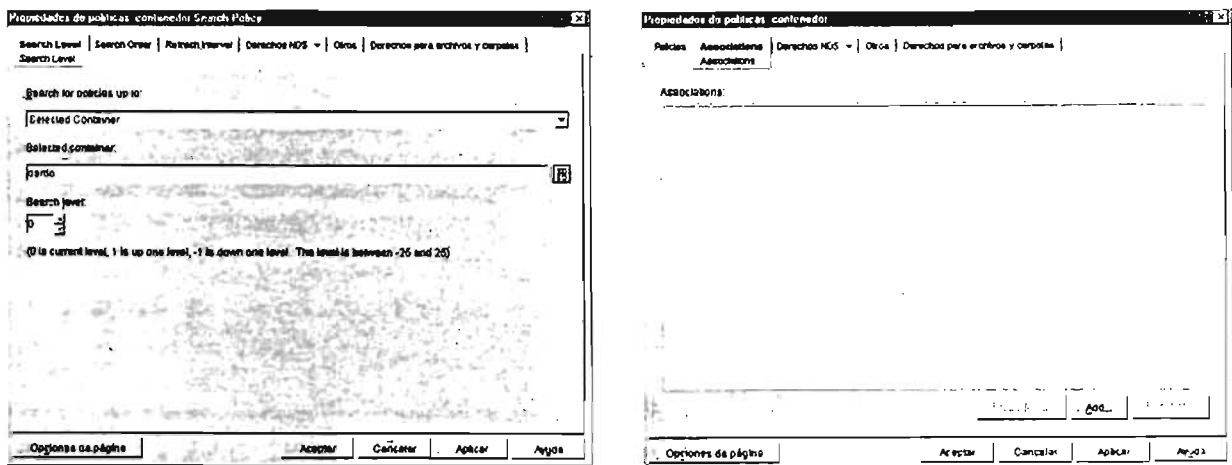 Propiedades de políticas contenedor Search Policy
Search Level | Search Order | Refresh Interval | Derechos NDS | Otros | Derechos para archivos y carpetas
Search Level
Search for policies up to:
Selected Container
Selected container:
Search level:
0
(0 is current level, 1 is up one level, -1 is down one level. The level is between -25 and 25)
Opciones de página
Aceptar
Cancelar
Aplicar
Ayuda
Propiedades de políticas contenedor
Policies | Associations | Derechos NDS | Otros | Derechos para archivos y carpetas
Associations
Associations:
Add...
Opciones de página
Aceptar
Cancelar
Aplicar
Ayuda